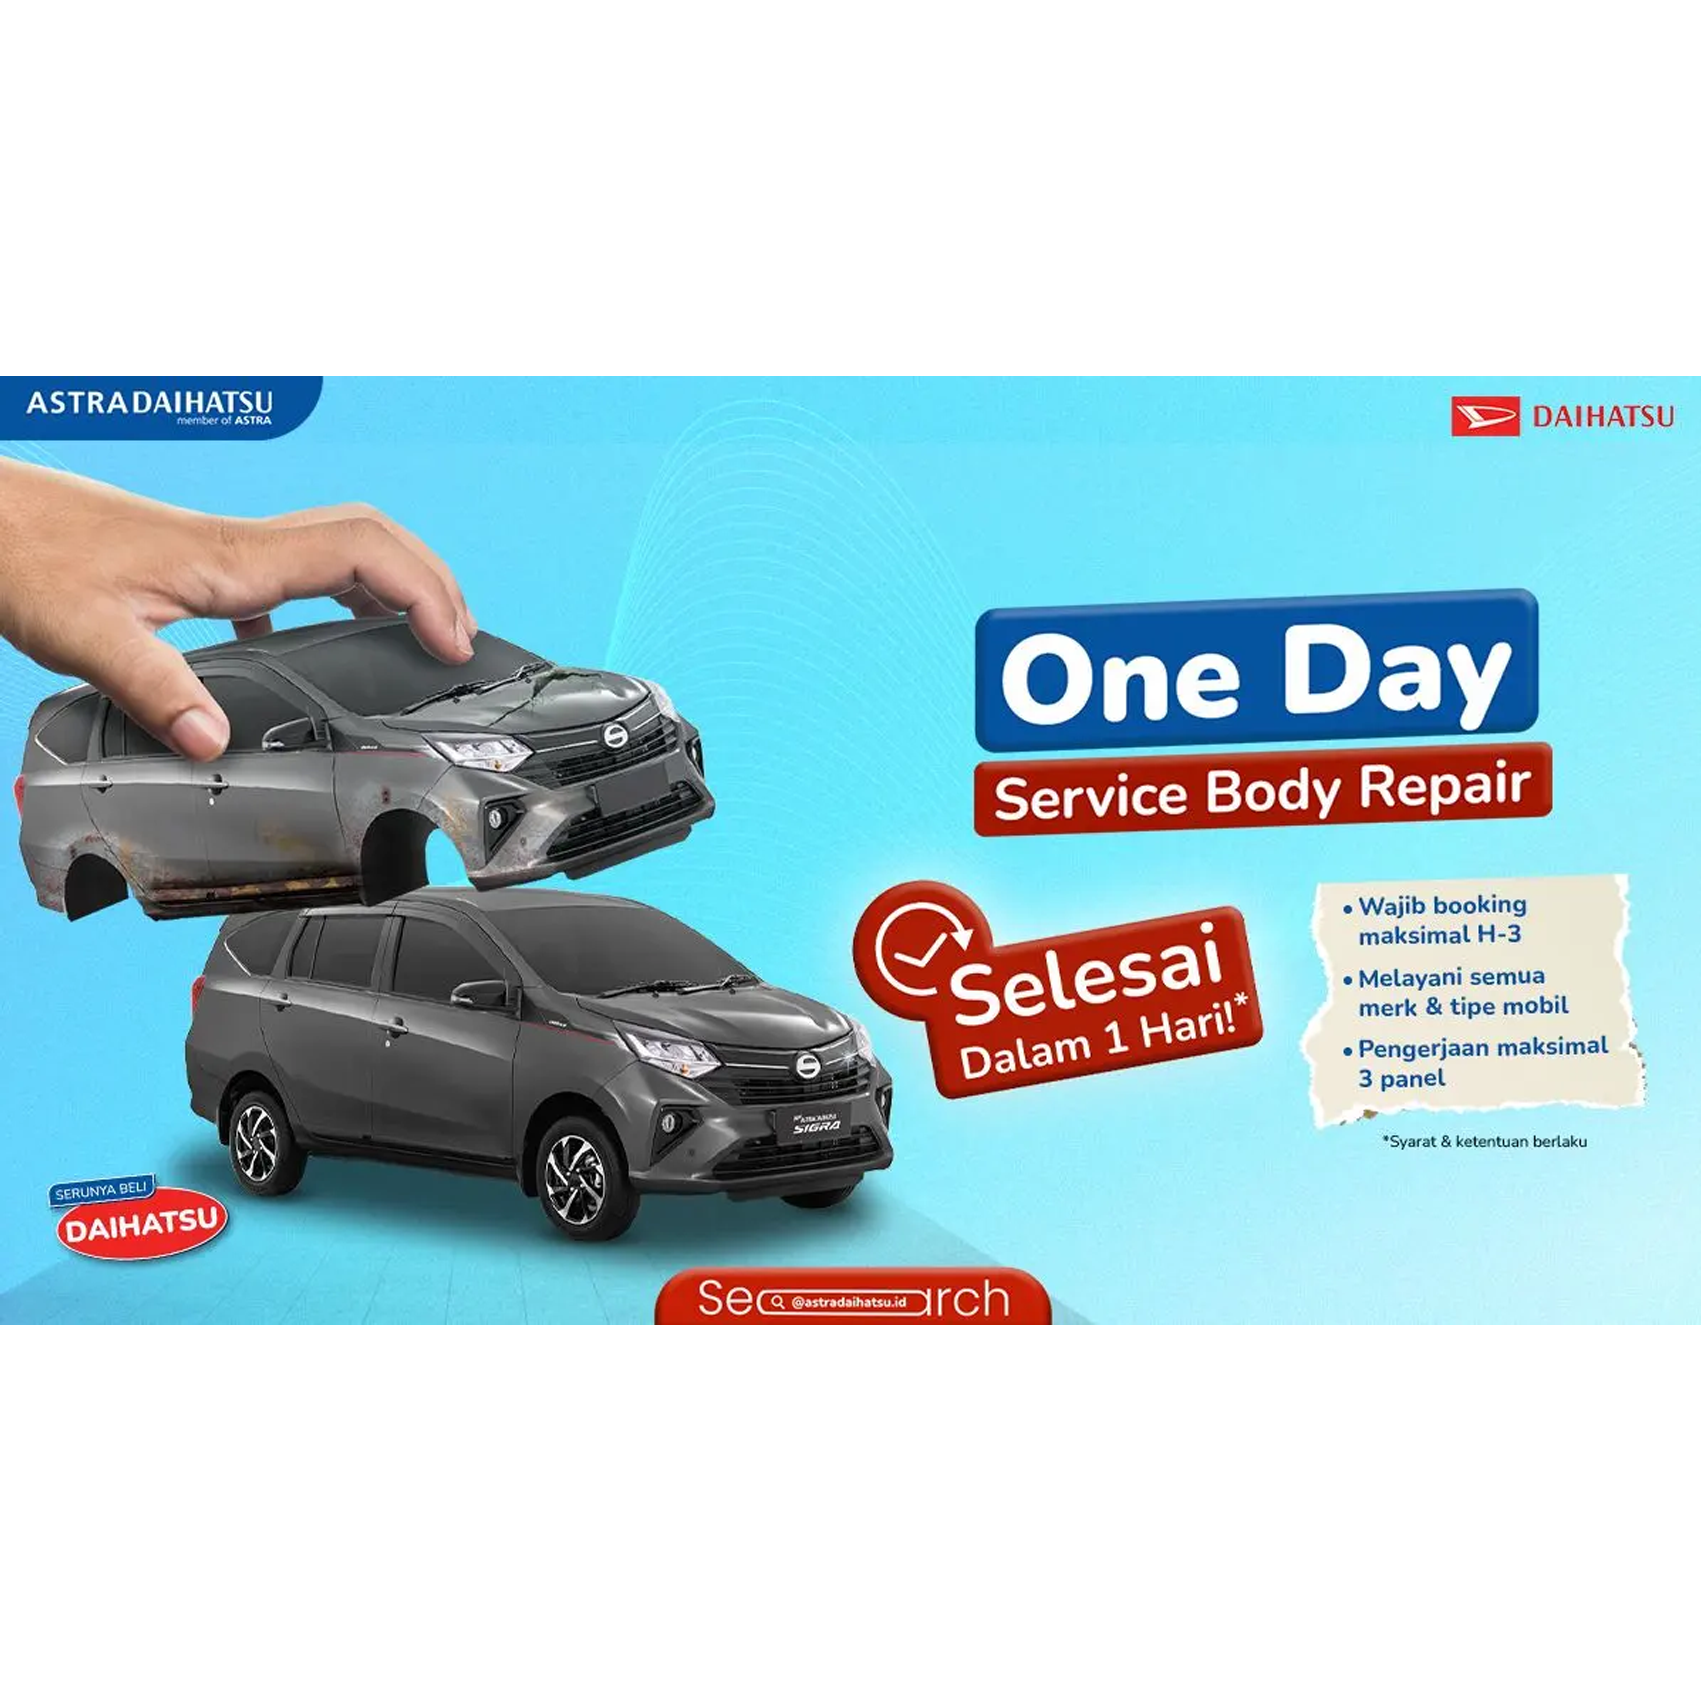 ASTRA DAIHATSU
member of ASTRA
DAIHATSU
One Day
Service Body Repair
Selesai
Dalam 1 Hari!*
• Wajib booking
maksimal H-3
• Melayani semua
merk & tipe mobil
• Pengerjaan maksimal
3 panel
*Syarat & ketentuan berlaku
SIGRA
SERUNYA BELI
DAIHATSU
Search
@astradaihatsu.id